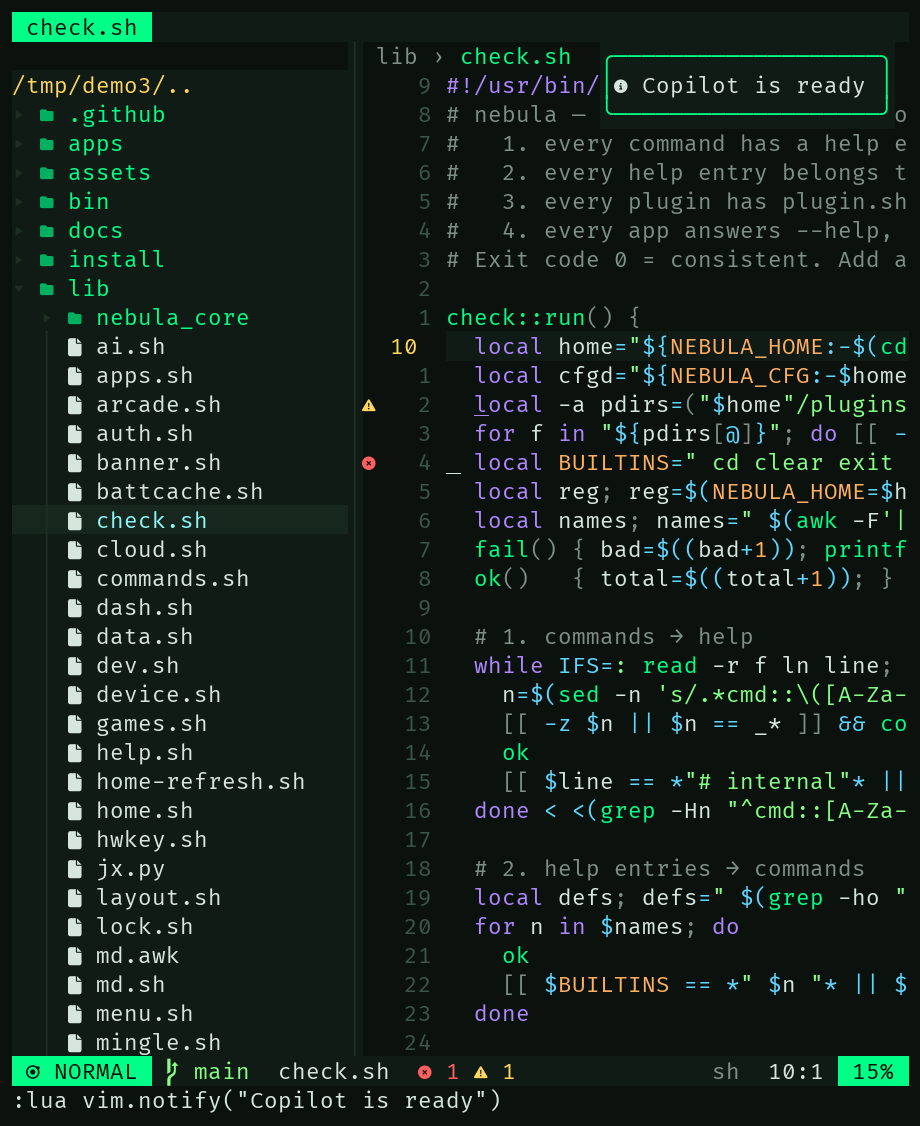 check.sh
/tmp/demo3/..
.github
apps
assets
bin
docs
install
lib
nebula_core
ai.sh
apps.sh
arcade.sh
auth.sh
banner.sh
battcache.sh
check.sh
cloud.sh
commands.sh
dash.sh
data.sh
dev.sh
device.sh
games.sh
help.sh
home-refresh.sh
home.sh
hwkey.sh
jx.py
layout.sh
lock.sh
md.awk
md.sh
menu.sh
mingle.sh
lib › check.sh
Copilot is ready
9 #!/usr/bin/
8 # nebula — o
7 #   1. every command has a help e
6 #   2. every help entry belongs t
5 #   3. every plugin has plugin.sh
4 #   4. every app answers --help,
3 # Exit code 0 = consistent. Add a
2
1 check::run() {
10   local home="${NEBULA_HOME:-$(cd
1   local cfgd="${NEBULA_CFG:-$home
2   local -a pdirs=("$home"/plugins
3   for f in "${pdirs[@]}"; do [[ -
4 _ local BUILTINS=" cd clear exit
5   local reg; reg=$(NEBULA_HOME=$h
6   local names; names=" $(awk -F'|
7   fail() { bad=$((bad+1)); printf
8   ok()   { total=$((total+1)); }
9
10   # 1. commands → help
11   while IFS=: read -r f ln line;
12     n=$(sed -n 's/.*cmd::\([A-Za-
13     [[ -z $n || $n == _* ]] && co
14     ok
15     [[ $line == *"# internal"* ||
16   done < <(grep -Hn "^cmd::[A-Za-
17
18   # 2. help entries → commands
19   local defs; defs=" $(grep -ho "
20   for n in $names; do
21     ok
22     [[ $BUILTINS == *" $n "* || $
23   done
24
NORMAL main check.sh 1 1 sh 10:1 15%
:lua vim.notify("Copilot is ready")